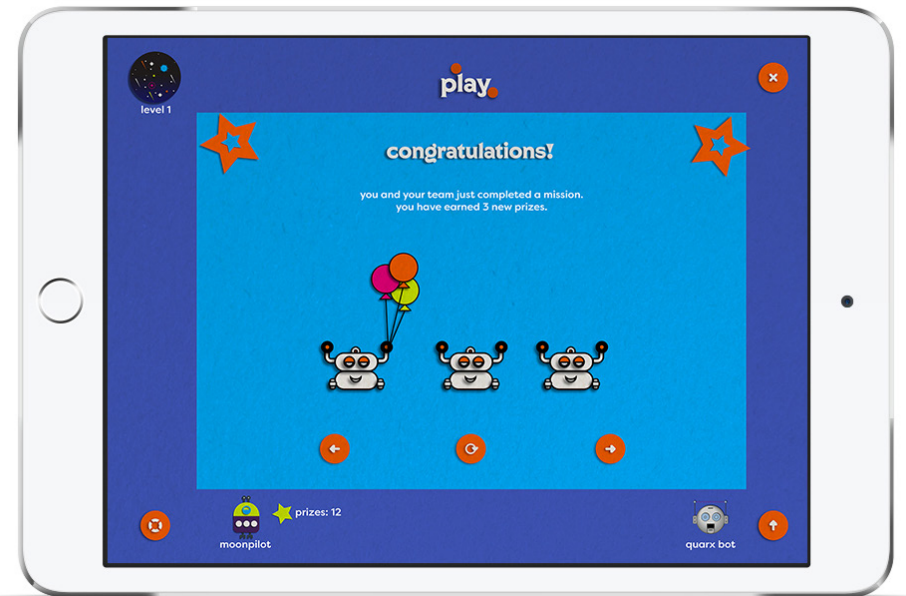 play.
level 1
congratulations!
you and your team just completed a mission.
you have earned 3 new prizes.
prizes: 12
moonpilot
quarx bot